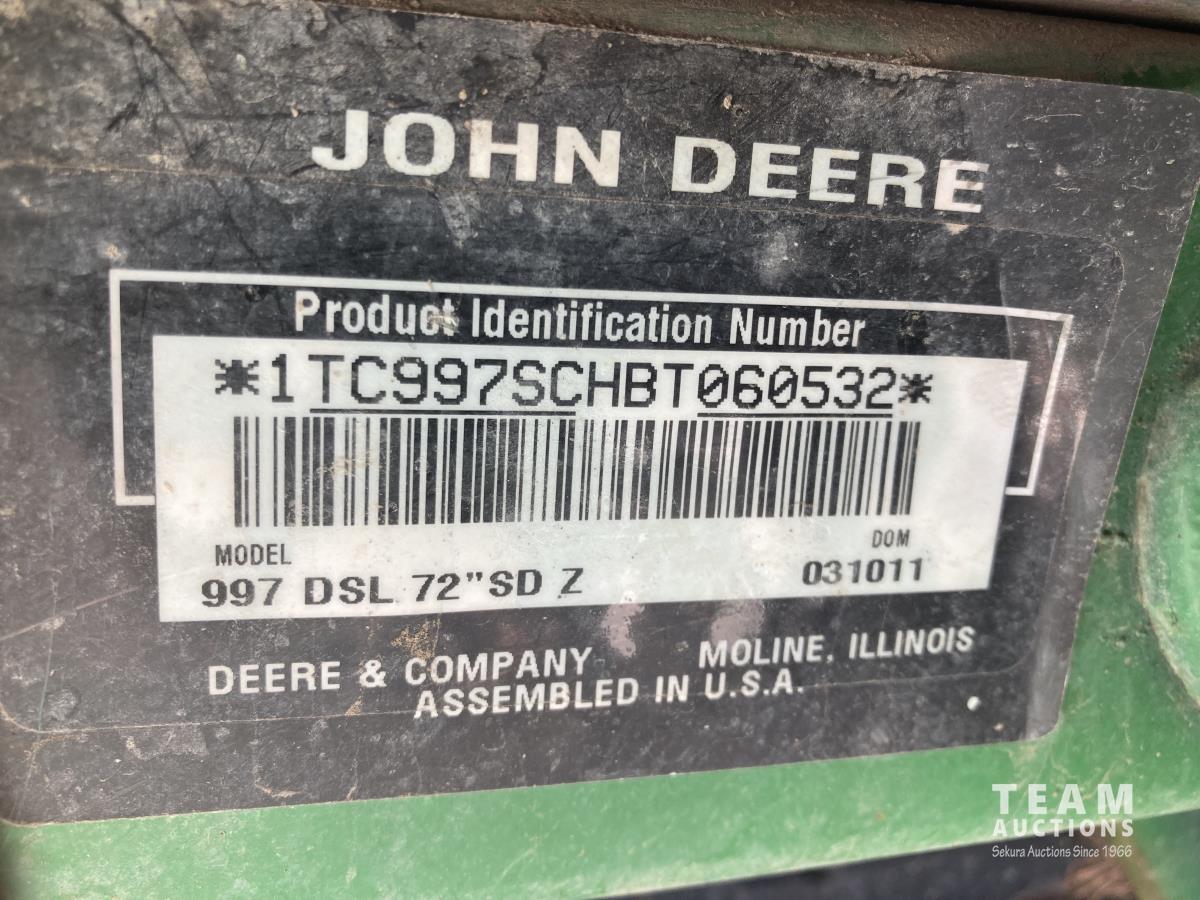 JOHN DEERE
Product Identification Number
*1TC997SCHBT060532*
MODEL
DOM
997 DSL 72"SD Z
031011
DEERE & COMPANY
MOLINE, ILLINOIS
ASSEMBLED IN U.S.A.
TEAM
AUCTIONS
Sekura Auctions Since 1966